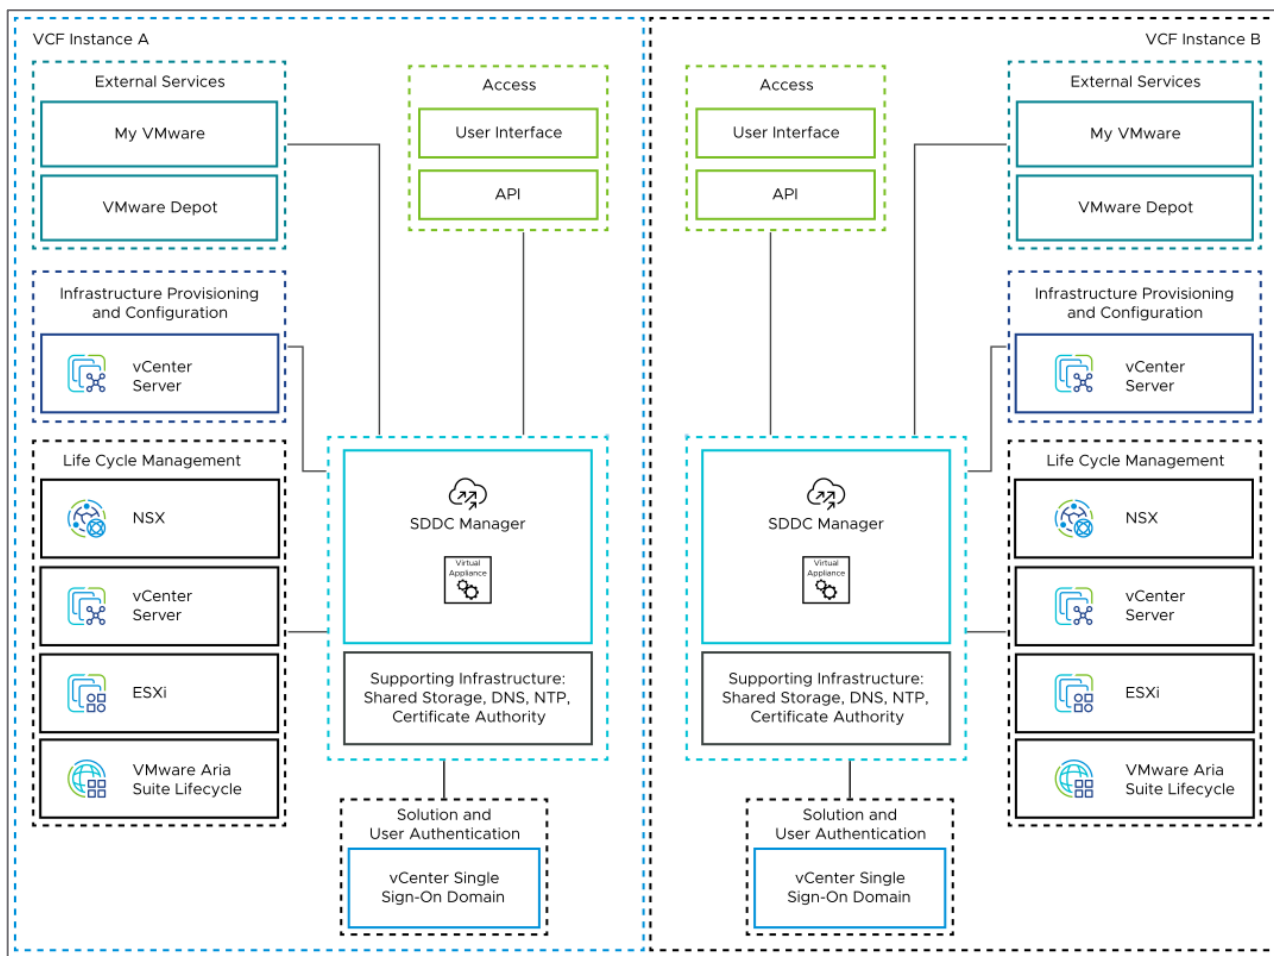 VCF Instance A
External Services
My VMware
VMware Depot
Access
User Interface
API
Infrastructure Provisioning
and Configuration
vCenter
Server
Life Cycle Management
NSX
vCenter
Server
ESXi
VMware Aria
Suite Lifecycle
SDDC Manager
Virtual
Appliance
Supporting Infrastructure:
Shared Storage, DNS, NTP,
Certificate Authority
Solution and
User Authentication
vCenter Single
Sign-On Domain
VCF Instance B
Access
User Interface
API
External Services
My VMware
VMware Depot
Infrastructure Provisioning
and Configuration
vCenter
Server
Life Cycle Management
NSX
vCenter
Server
ESXi
VMware Aria
Suite Lifecycle
SDDC Manager
Virtual
Appliance
Supporting Infrastructure:
Shared Storage, DNS, NTP,
Certificate Authority
Solution and
User Authentication
vCenter Single
Sign-On Domain